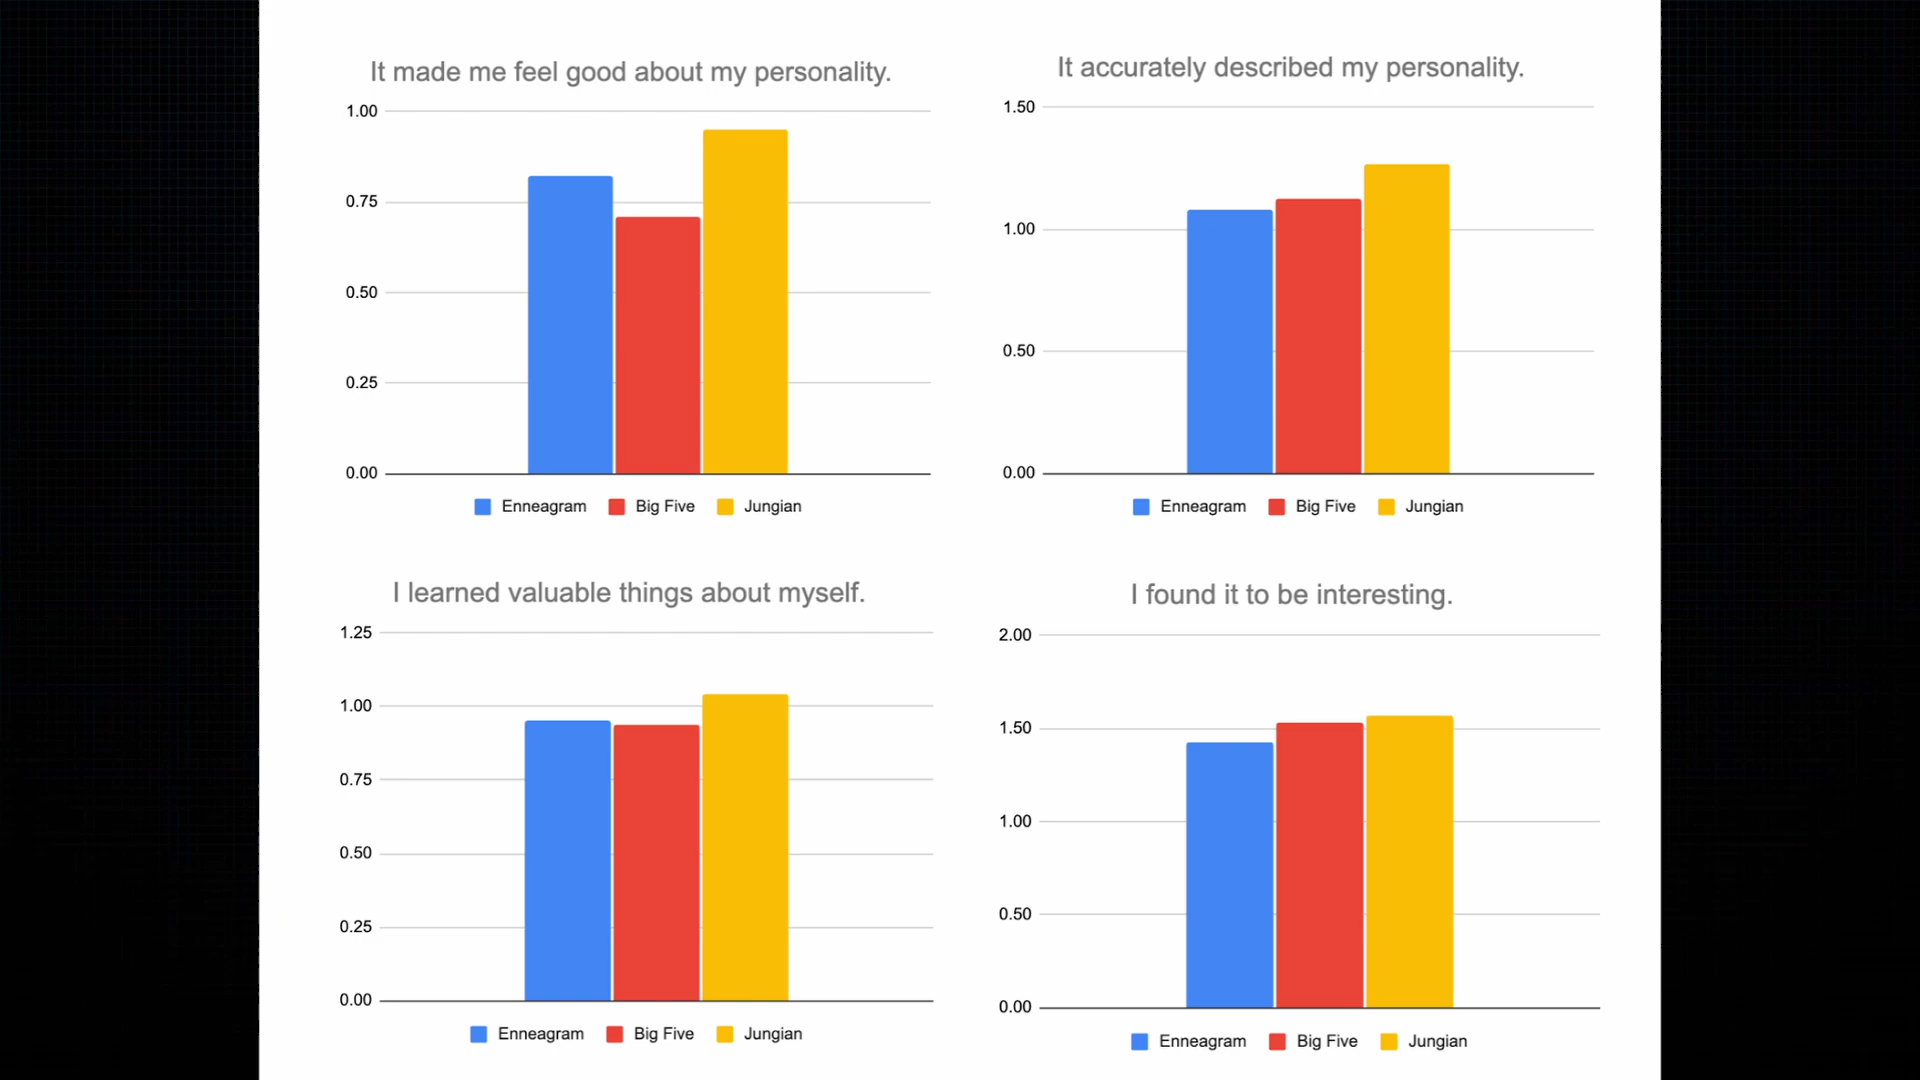 It made me feel good about my personality.
1.00
0.75
0.50
0.25
0.00
Enneagram Big Five Jungian
It accurately described my personality.
1.50
1.00
0.50
0.00
Enneagram Big Five Jungian
I learned valuable things about myself.
1.25
1.00
0.75
0.50
0.25
0.00
Enneagram Big Five Jungian
I found it to be interesting.
2.00
1.50
1.00
0.50
0.00
Enneagram Big Five Jungian